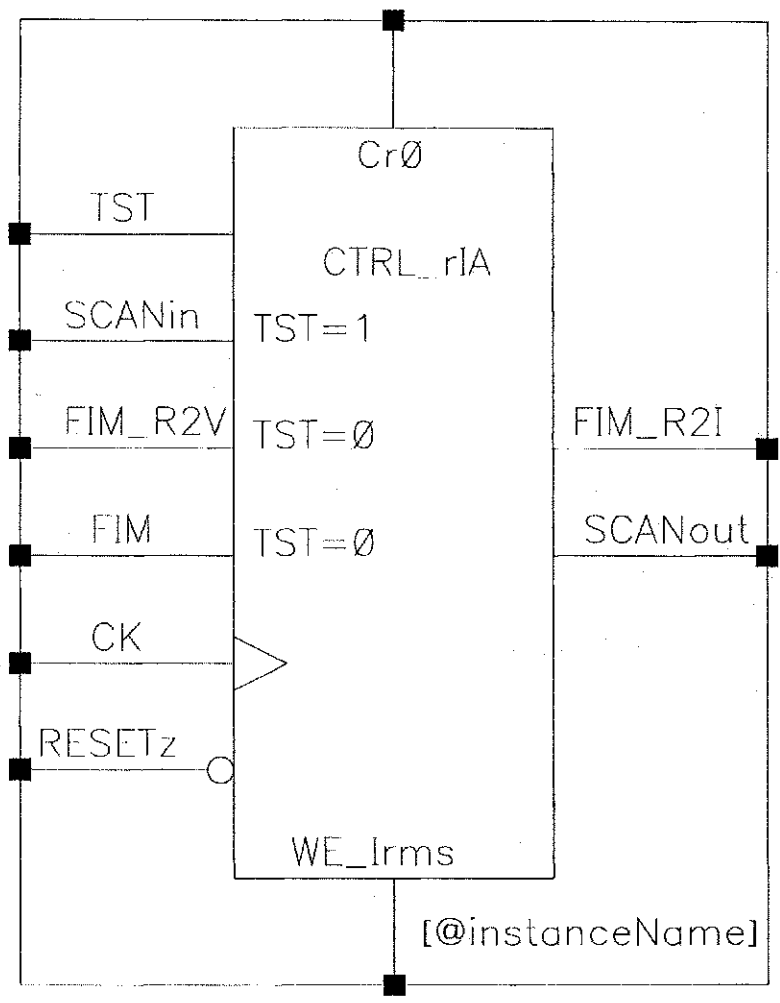 CrØ
TST
CTRL_rIA
SCANin
TST=1
FIM_R2V
TST=Ø
FIM_R2I
FIM
TST=Ø
SCANout
CK
RESETz
WE_Irms
[@instanceName]